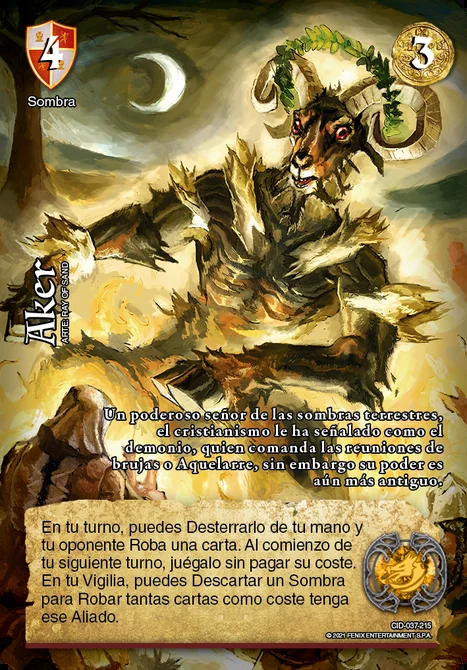 4
3
Sombra
Aker
ARTE: RAY OF SAND
Un poderoso señor de las sombras terrestres,
el cristianismo le ha señalado como el
demonio, quien comanda las reuniones de
brujas o Aquelarre, sin embargo su poder es
aún más antiguo.
En tu turno, puedes Desterrarlo de tu mano y
tu oponente Roba una carta. Al comienzo de
tu siguiente turno, juégalo sin pagar su coste.
En tu Vigilia, puedes Descartar un Sombra
para Robar tantas cartas como coste tenga
ese Aliado.
CID-037-215
©2021 FENIX ENTERTAINMENT S.P.A.